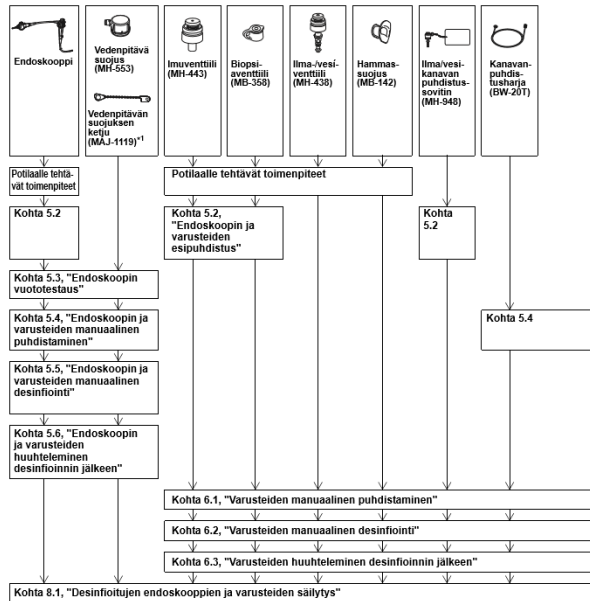 Endoskooppi
Vedenpitävä
suojus
(MH-553)
Vedenpitävän
suojuksen
ketju
(MAJ-1119)*1
Imuventtiili
(MH-443)
Biopsi-
aventtiili
(MB-358)
Ilma-/vesi-
venttiili
(MH-438)
Hammas-
suojus
(MB-142)
Ilma/vesi-
kanavan
puhdistus-
sovitin
(MH-948)
Kanavan-
puhdis-
tusharja
(BW-20T)
Potilaalle tehtä-
vät toimenpiteet
Potilaalle tehtävät toimenpiteet
Kohta 5.2
Kohta 5.2,
"Endoskoopin ja
varusteiden
esipuhdistus"
Kohta
5.2
Kohta 5.3, "Endoskoopin
vuototestaus"
Kohta 5.4, "Endoskoopin ja
varusteiden manuaalinen
puhdistaminen"
Kohta 5.4
Kohta 5.5, "Endoskoopin ja
varusteiden manuaalinen
desinfiointi"
Kohta 5.6, "Endoskoopin
ja varusteiden
huuhteleminen
desinfioinnin jälkeen"
Kohta 6.1, "Varusteiden manuaalinen puhdistaminen"
Kohta 6.2, "Varusteiden manuaalinen desinfiointi"
Kohta 6.3, "Varusteiden huuhteleminen desinfioinnin jälkeen"
Kohta 8.1, "Desinfioitujen endoskooppien ja varusteiden säilytys"